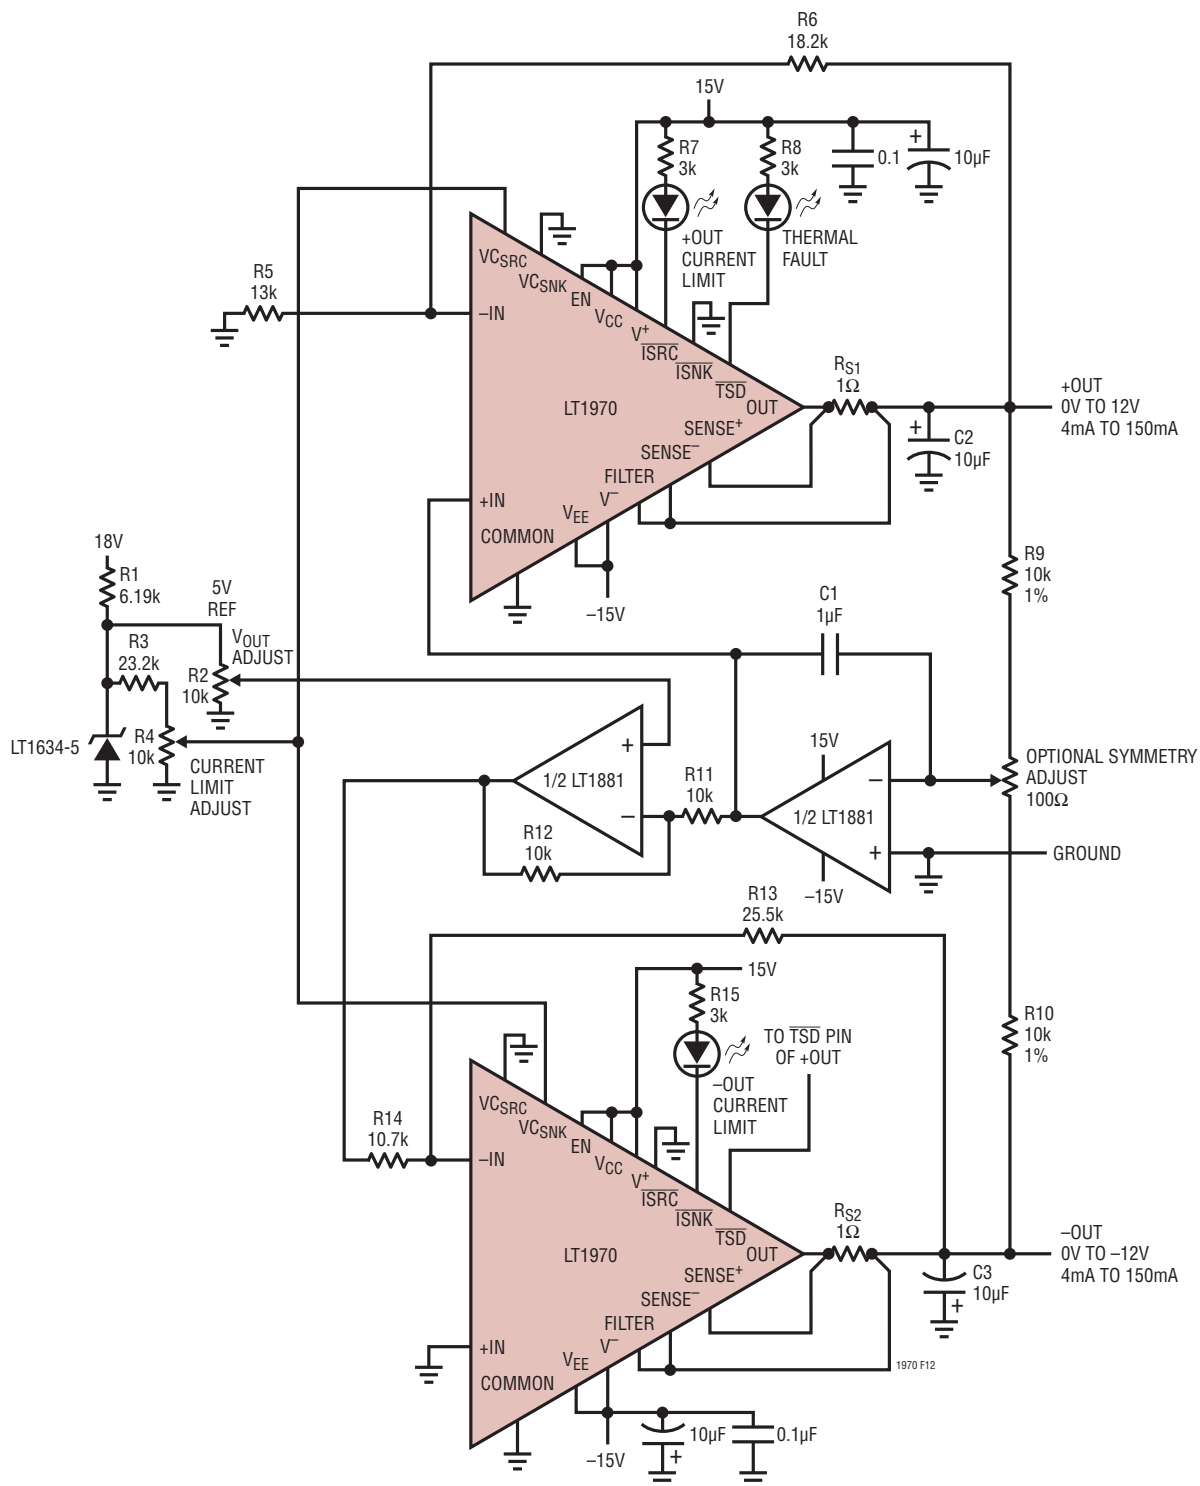 R6
18.2k
15V
R7
3k
R8
3k
0.1
+
10µF
+OUT
CURRENT
LIMIT
THERMAL
FAULT
R5
13k
VCSRC
VCSNK
EN
VCC
V+
ISRC
ISNK
TSD
–IN
LT1970
OUT
RS1
1Ω
+OUT
0V TO 12V
4mA TO 150mA
SENSE+
SENSE–
FILTER
V–
VEE
+IN
COMMON
–15V
+
C2
10µF
18V
R1
6.19k
5V
REF
VOUT
ADJUST
R3
23.2k
R2
10k
LT1634-5
R4
10k
CURRENT
LIMIT
ADJUST
C1
1µF
R9
10k
1%
+
1/2 LT1881
–
R11
10k
R12
10k
15V
–
1/2 LT1881
+
–15V
OPTIONAL SYMMETRY
ADJUST
100Ω
GROUND
R13
25.5k
15V
R15
3k
TO TSD PIN
OF +OUT
–OUT
CURRENT
LIMIT
R10
10k
1%
R14
10.7k
VCSRC
VCSNK
EN
VCC
V+
ISRC
ISNK
TSD
–IN
LT1970
OUT
RS2
1Ω
–OUT
0V TO –12V
4mA TO 150mA
SENSE+
SENSE–
FILTER
V–
VEE
+IN
COMMON
C3
10µF
+
1970 F12
–15V
10µF
+
0.1µF